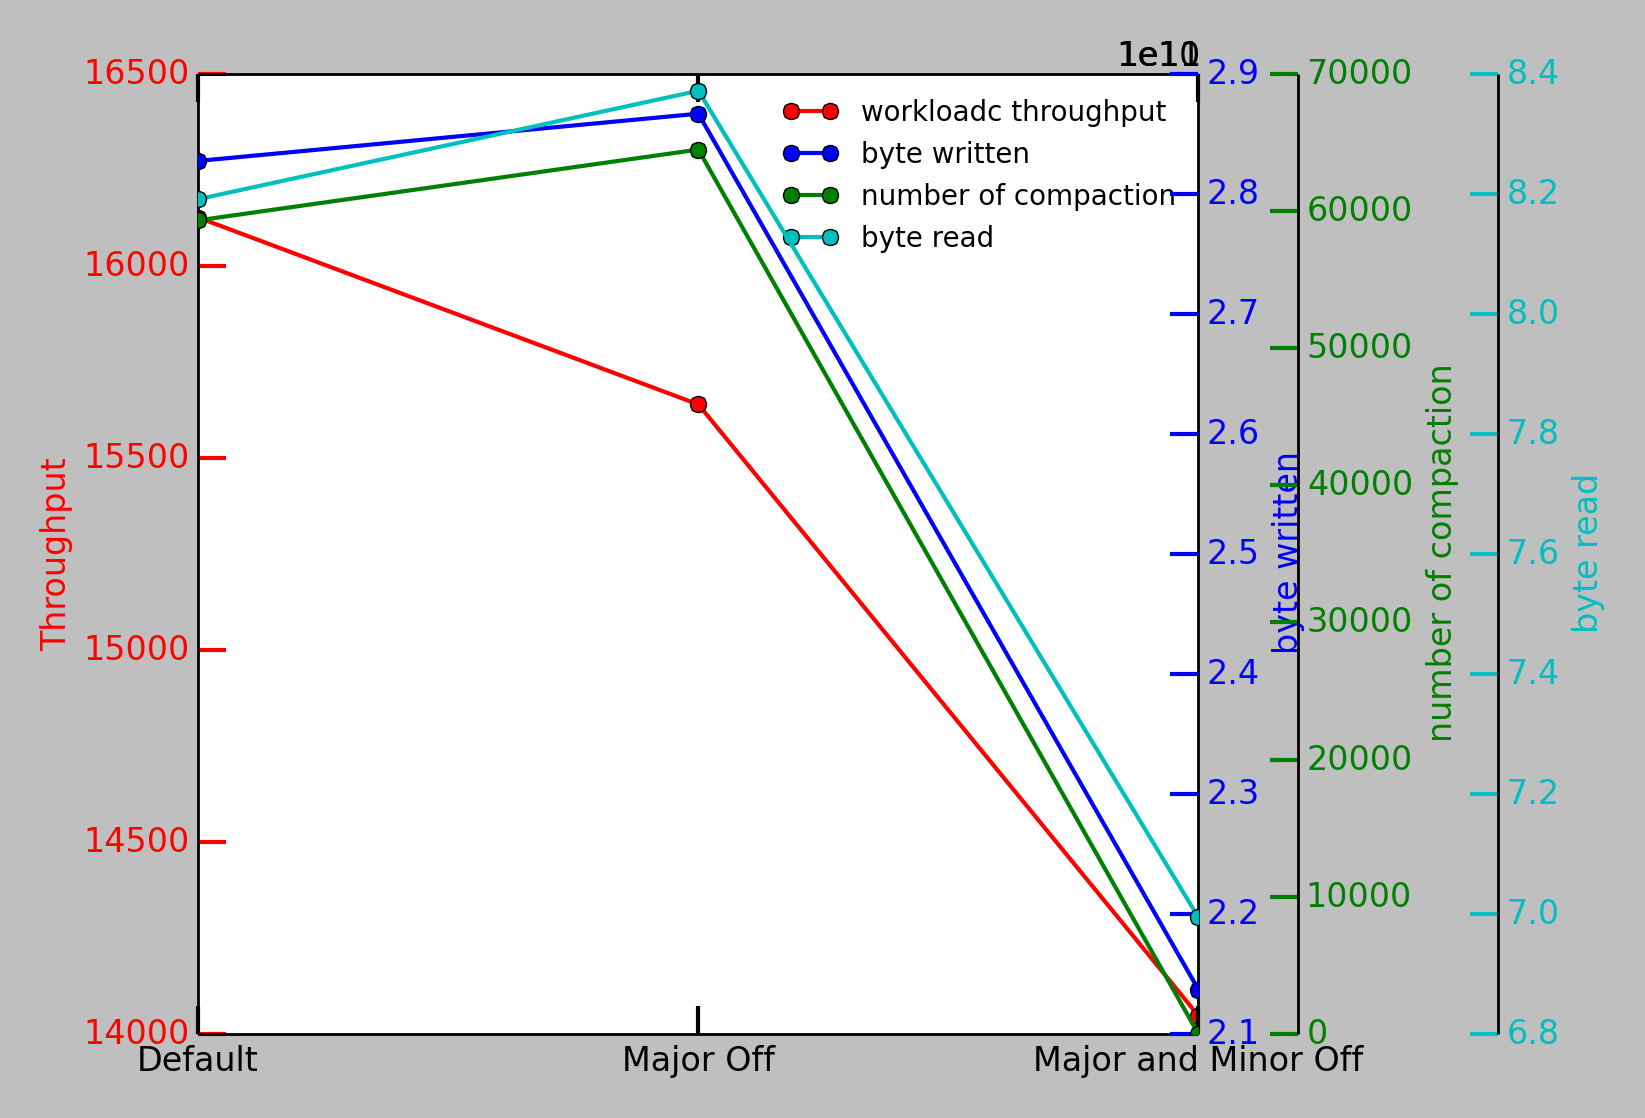 1e10
1e11
16500
16000
15500
15000
14500
14000
Throughput
workloadc throughput
byte written
number of compaction
byte read
2.9
2.8
2.7
2.6
2.5
2.4
2.3
2.2
2.1
byte written
70000
60000
50000
40000
30000
20000
10000
0
number of compaction
8.4
8.2
8.0
7.8
7.6
7.4
7.2
7.0
6.8
byte read
Default
Major Off
Major and Minor Off